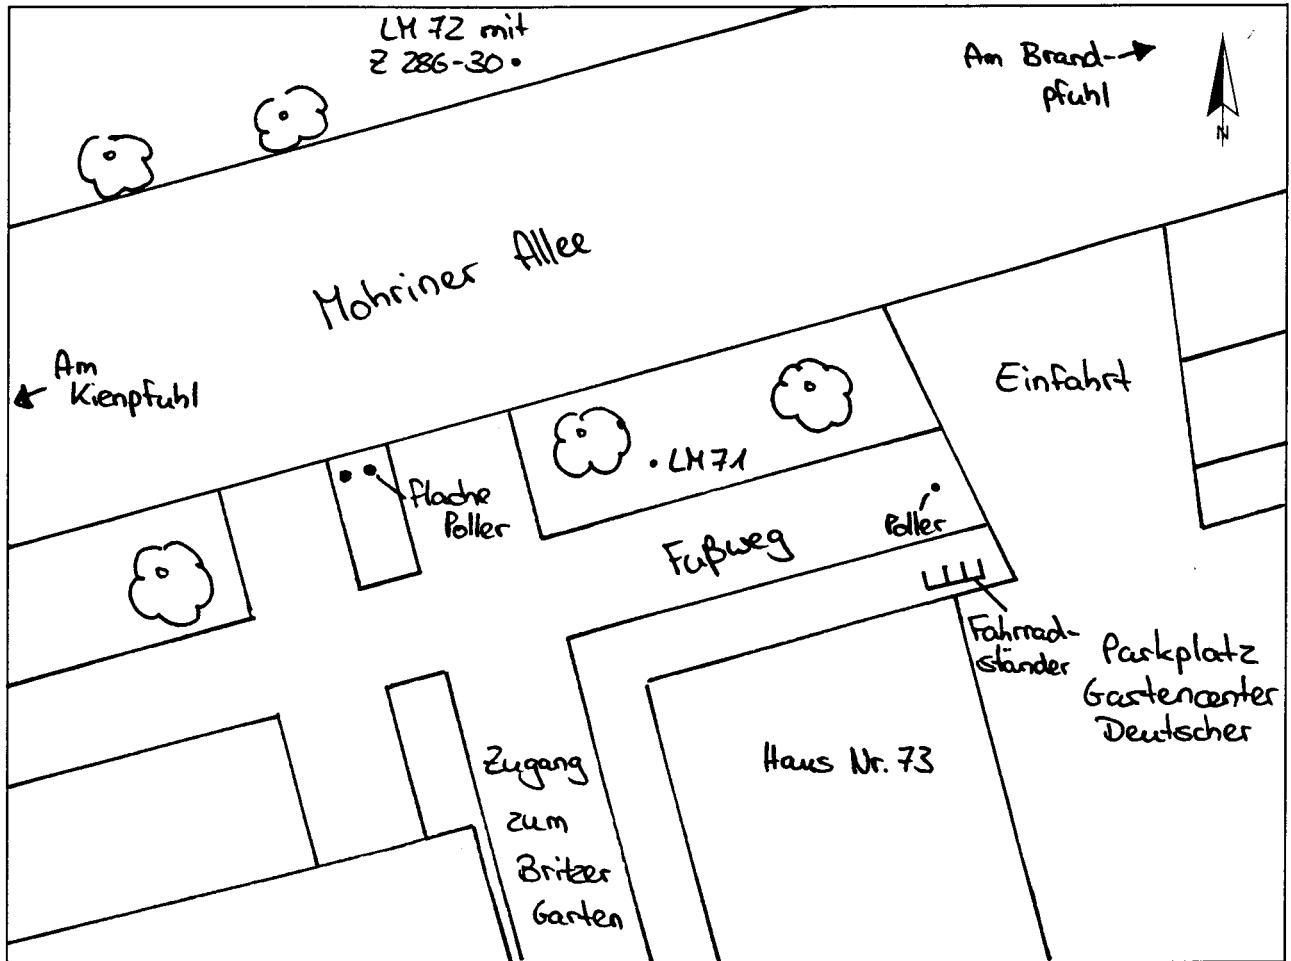 LM 72 mit
Z 286-30
Am Brand-
pfuhl
N
Mohriner Allee
Am
Kienpfuhl
Einfahrt
LM 71
flache
Poller
Poller
Fußweg
Fahrrad-
ständer
Parkplatz
Gartencenter
Deutscher
Haus Nr. 73
Zugang
zum
Britzer
Garten